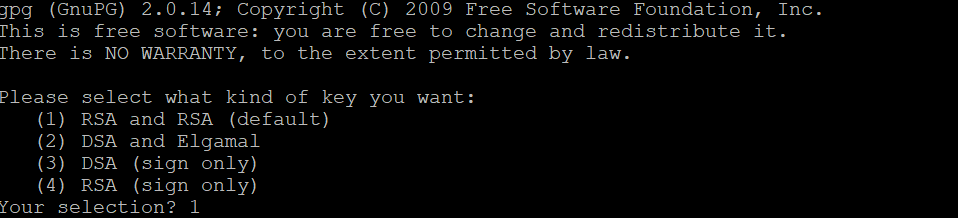 gpg (GnuPG) 2.0.14; Copyright (C) 2009 Free Software Foundation, Inc.
This is free software: you are free to change and redistribute it.
There is NO WARRANTY, to the extent permitted by law.

Please select what kind of key you want:
   (1) RSA and RSA (default)
   (2) DSA and Elgamal
   (3) DSA (sign only)
   (4) RSA (sign only)
Your selection? 1